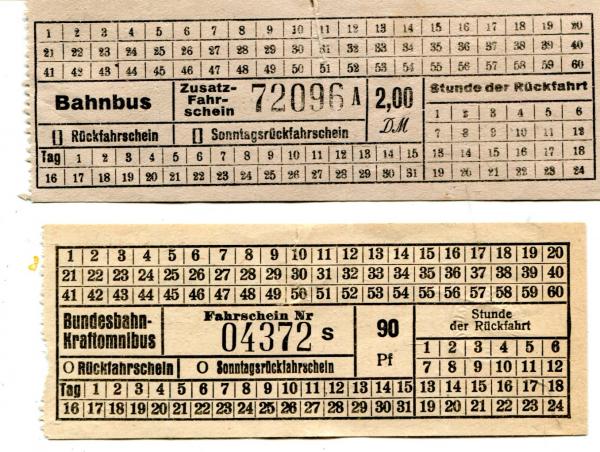 1 2 3 4 5 6 7 8 9 10 11 12 13 14 15 16 17 18 19 20
21 22 23 24 25 26 27 28 29 30 31 32 33 34 35 36 37 38 39 40
41 42 43 44 45 46 47 48 49 50 51 52 53 54 55 56 57 58 59 60
Bahnbus
Zusatz-
Fahr-
schein
72096 A
2,00
DM
Stunde der Rückfahrt
1 2 3 4 5 6
7 8 9 10 11 12
13 14 15 16 17 18
19 20 21 22 23 24
[] Rückfahrschein [] Sonntagsrückfahrschein
Tag 1 2 3 4 5 6 7 8 9 10 11 12 13 14 15
16 17 18 19 20 21 22 23 24 25 26 27 28 29 30 31
1 2 3 4 5 6 7 8 9 10 11 12 13 14 15 16 17 18 19 20
21 22 23 24 25 26 27 28 29 30 31 32 33 34 35 36 37 38 39 40
41 42 43 44 45 46 47 48 49 50 51 52 53 54 55 56 57 58 59 60
Bundesbahn-
Kraftomnibus
Fahrschein Nr
04372 s
90
Pf
Stunde
der Rückfahrt
1 2 3 4 5 6
7 8 9 10 11 12
13 14 15 16 17 18
19 20 21 22 23 24
O Rückfahrschein O Sonntagsrückfahrschein
Tag 1 2 3 4 5 6 7 8 9 10 11 12 13 14 15
16 17 18 19 20 21 22 23 24 25 26 27 28 29 30 31